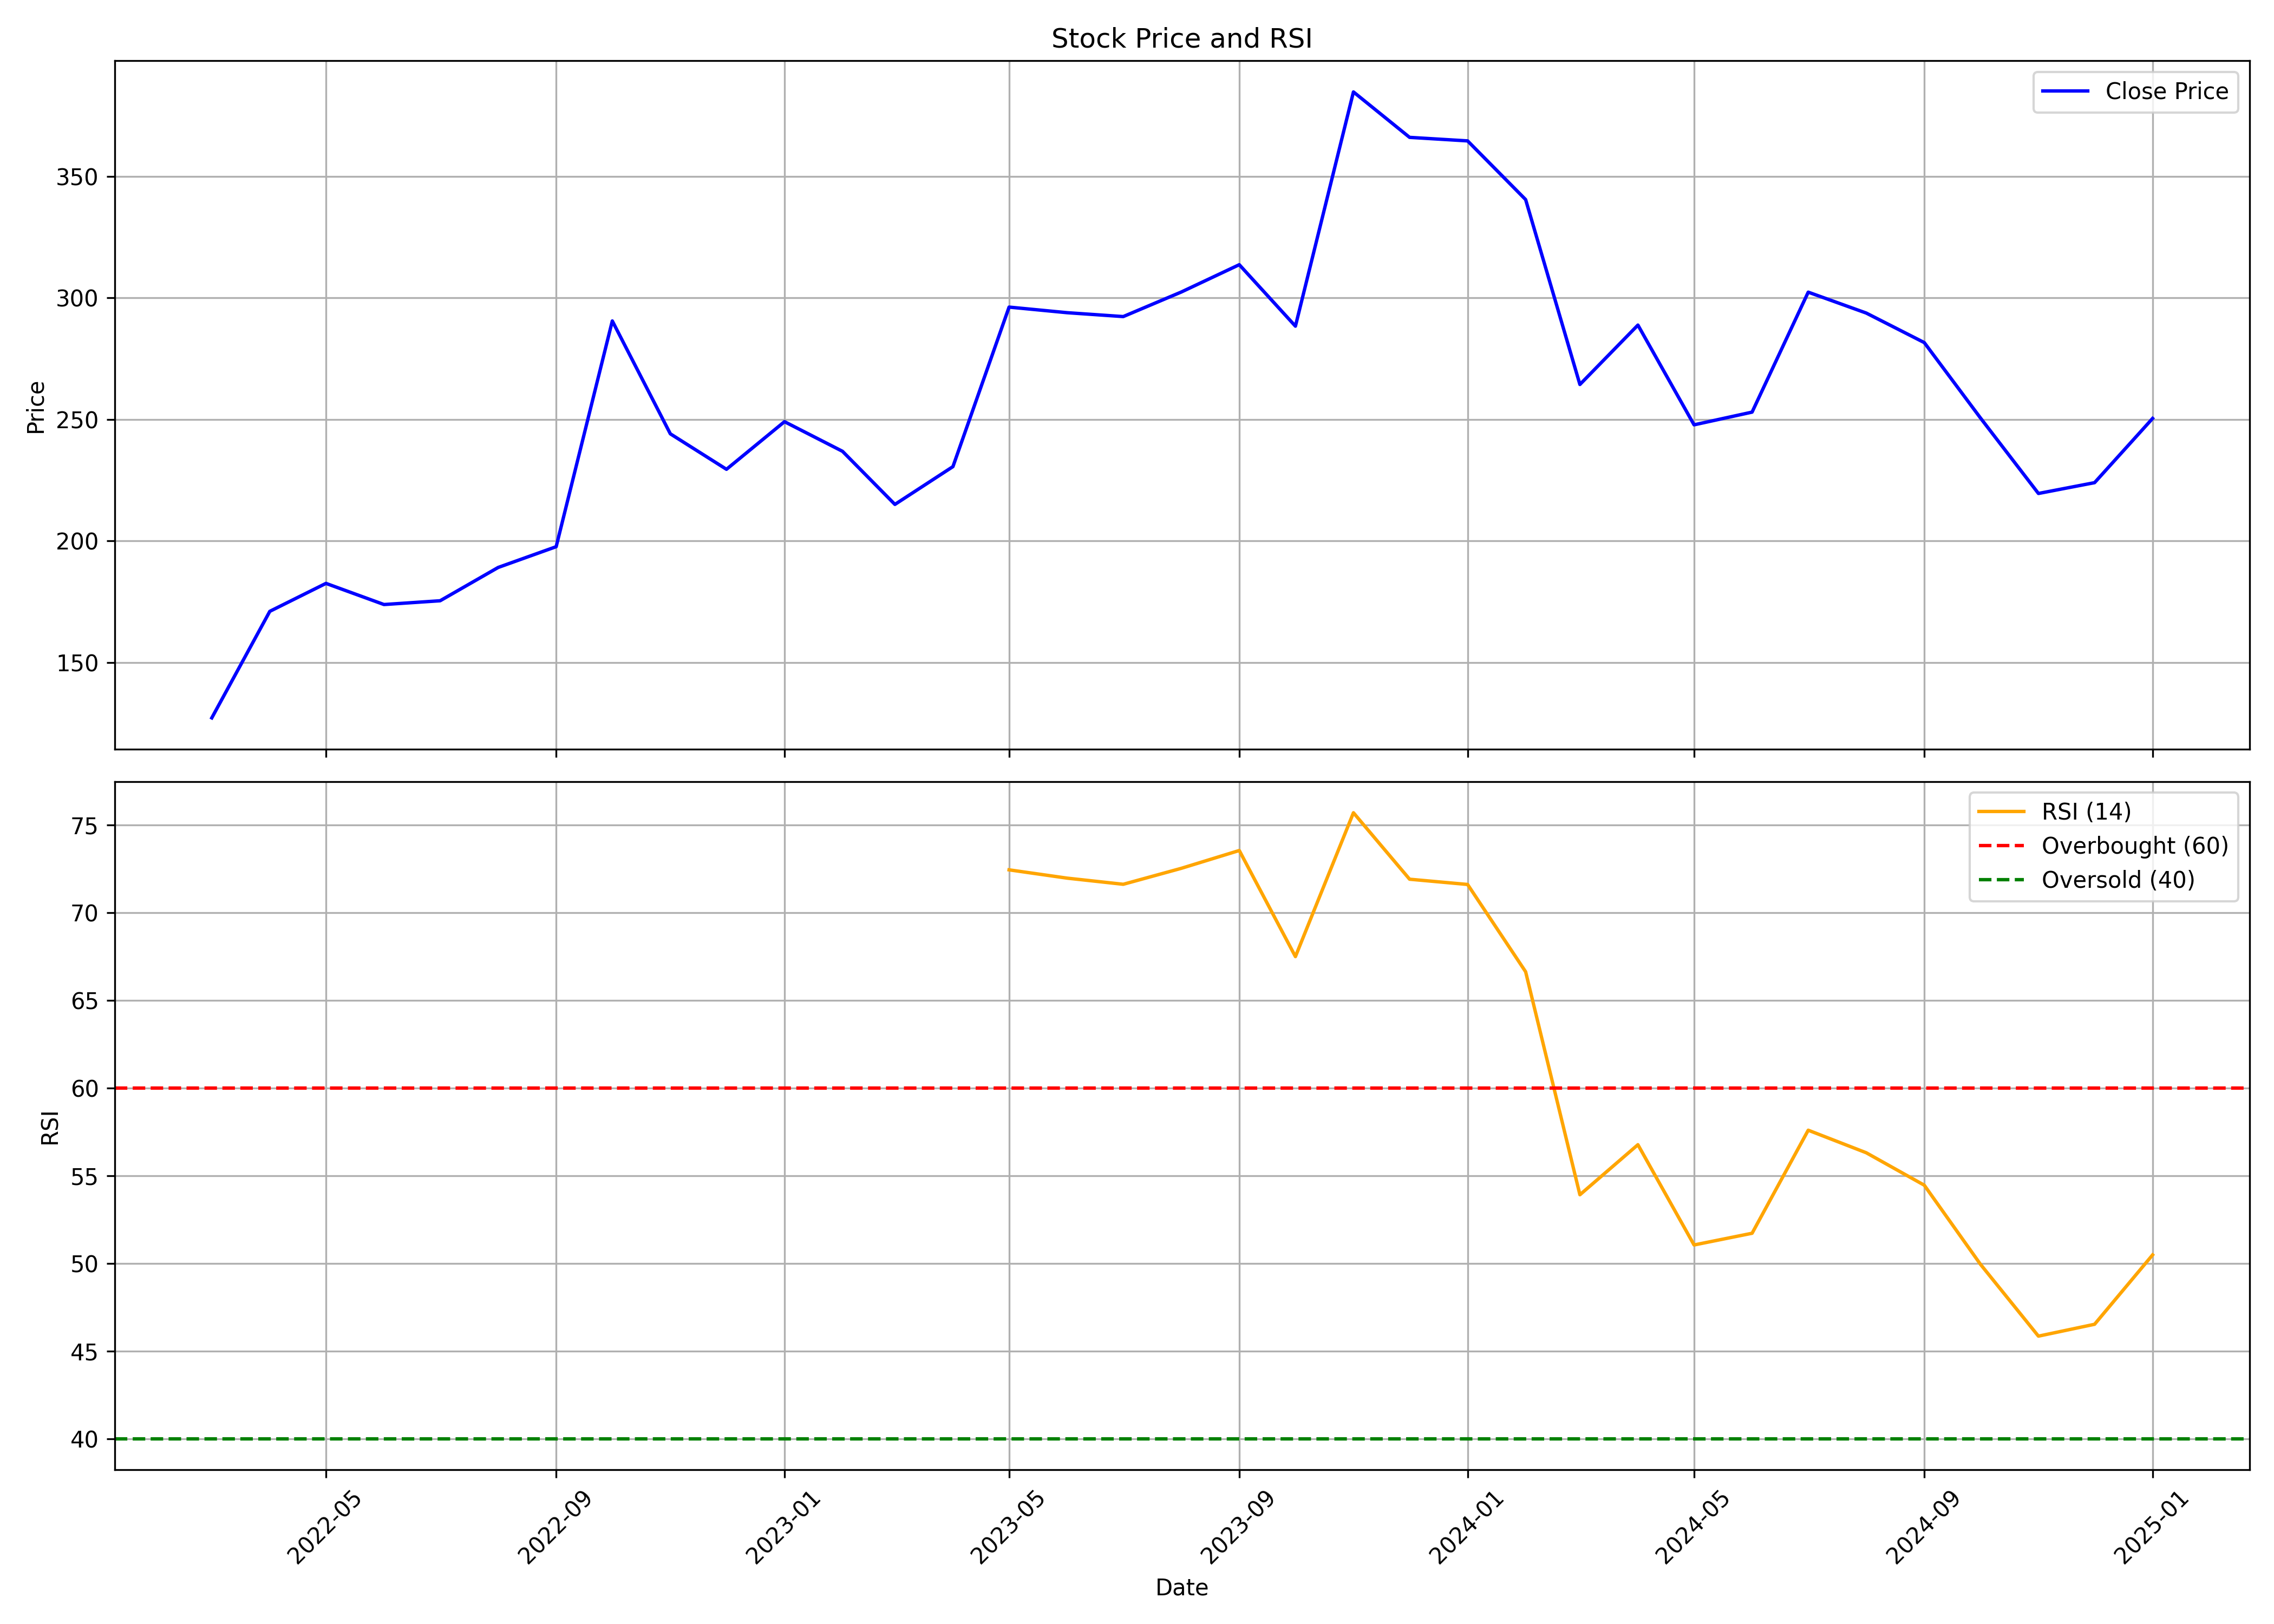 Stock Price and RSI
Close Price
350
300
250
200
150
Price
RSI (14)
Overbought (60)
Oversold (40)
75
70
65
60
55
50
45
40
RSI
2022-05
2022-09
2023-01
2023-05
2023-09
2024-01
2024-05
2024-09
2025-01
Date